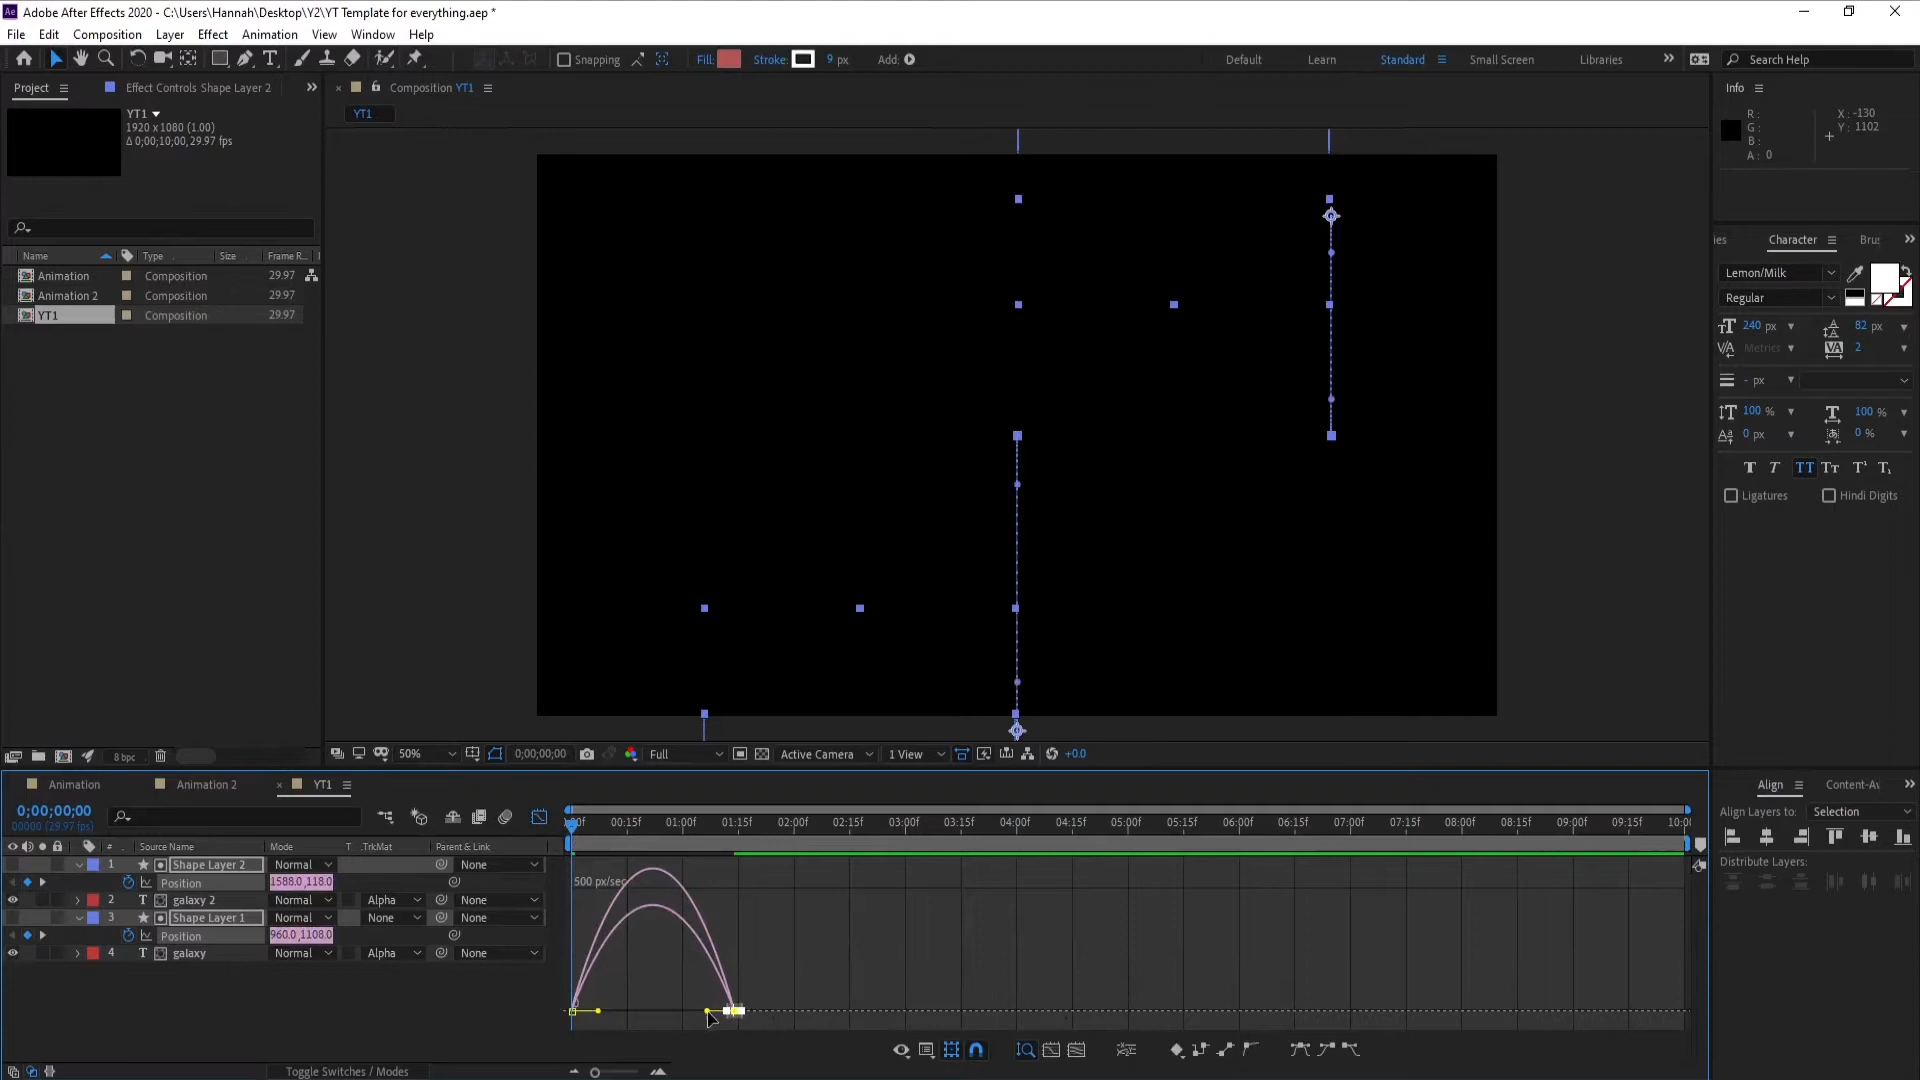 Adobe After Effects 2020 - C:\Users\Hannah\Desktop\Y2\YT Template for everything.aep *
File Edit Composition Layer Effect Animation View Window Help
Snapping Fill: Stroke: 9 px Add: Default Learn Standard Small Screen Libraries Search Help
Project Effect Controls Shape Layer 2 Composition YT1 Info
YT1
1920 x 1080 (1.00)
Δ 0;00;10;00, 29.97 fps
YT1
R :
G :
B :
A : 0
X : -130
Y : 1102
ies Character Brus
Name Type Size Frame R...
Animation Composition 29.97
Animation 2 Composition 29.97
YT1 Composition 29.97
Lemon/Milk
Regular
240 px 82 px
Metrics 2
- px
100 % 100 %
0 px 0 %
T T TT Tт T¹ T₁
Ligatures Hindi Digits
8 bpc 50% 0;00;00;00 Full Active Camera 1 View +0.0
Animation Animation 2 YT1
Align Content-Av
0;00;00;00
00000 (29.97 fps)
Align Layers to: Selection
:00f 00:15f 01:00f 01:15f 02:00f 02:15f 03:00f 03:15f 04:00f 04:15f 05:00f 05:15f 06:00f 06:15f 07:00f 07:15f 08:00f 08:15f 09:00f 09:15f 10:00
# Source Name Mode T .TrkMat Parent & Link
1 Shape Layer 2 Normal None
Position 1588.0,118.0
2 T galaxy 2 Normal Alpha None
3 Shape Layer 1 Normal None None
Position 960.0,1108.0
4 T galaxy Normal Alpha None
500 px/sec
Distribute Layers:
Toggle Switches / Modes